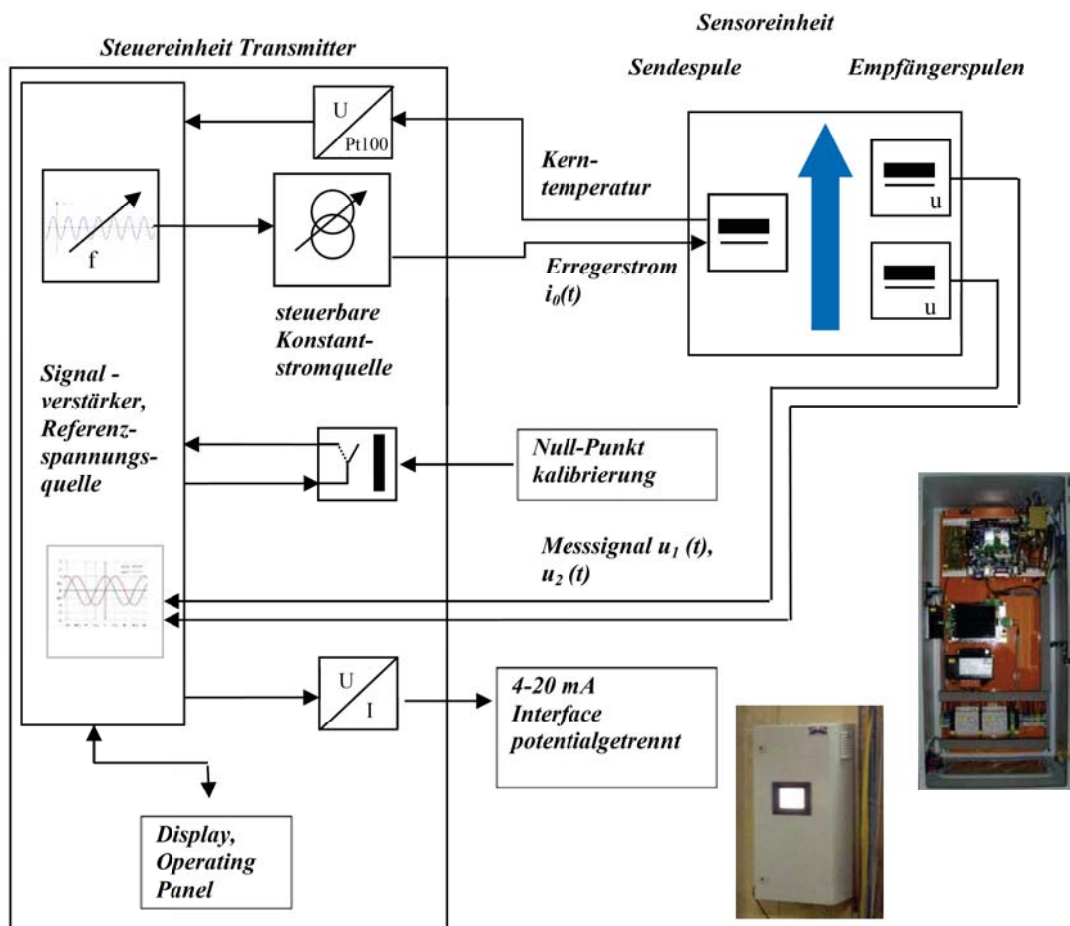 Sensoreinheit
Steuereinheit Transmitter
Sendespule
Empfängerspulen
U
Pt100
Kern-
temperatur
u
f
Erregerstrom
i₀(t)
u
steuerbare
Konstant-
stromquelle
Signal -
verstärker,
Referenz-
spannungs-
quelle
Null-Punkt
kalibrierung
Messsignal u₁ (t),
u₂ (t)
U
I
4-20 mA
Interface
potentialgetrennt
Display,
Operating
Panel